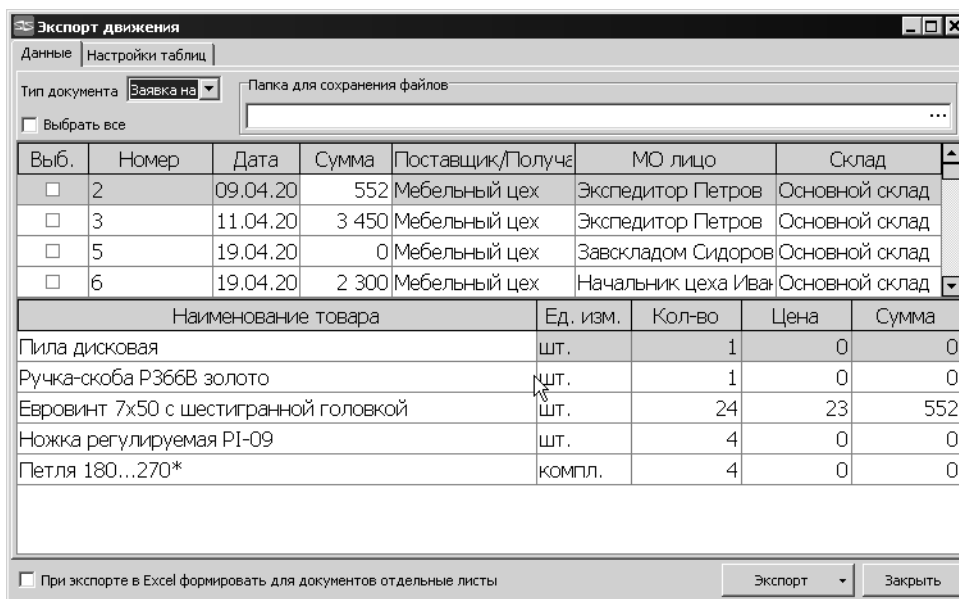 Экспорт движения
Данные Настройки таблиц
Тип документа Заявка на Папка для сохранения файлов
Выбрать все ...
Выб. Номер Дата Сумма Поставщик/Получа МО лицо Склад
2 09.04.20 552 Мебельный цех Экспедитор Петров Основной склад
3 11.04.20 3 450 Мебельный цех Экспедитор Петров Основной склад
5 19.04.20 0 Мебельный цех Завскладом Сидоров Основной склад
6 19.04.20 2 300 Мебельный цех Начальник цеха Иван Основной склад
Наименование товара Ед. изм. Кол-во Цена Сумма
Пила дисковая шт. 1 0 0
Ручка-скоба Р366В золото шт. 1 0 0
Евровинт 7х50 с шестигранной головкой шт. 24 23 552
Ножка регулируемая PI-09 шт. 4 0 0
Петля 180...270* компл. 4 0 0
При экспорте в Excel формировать для документов отдельные листы Экспорт Закрыть